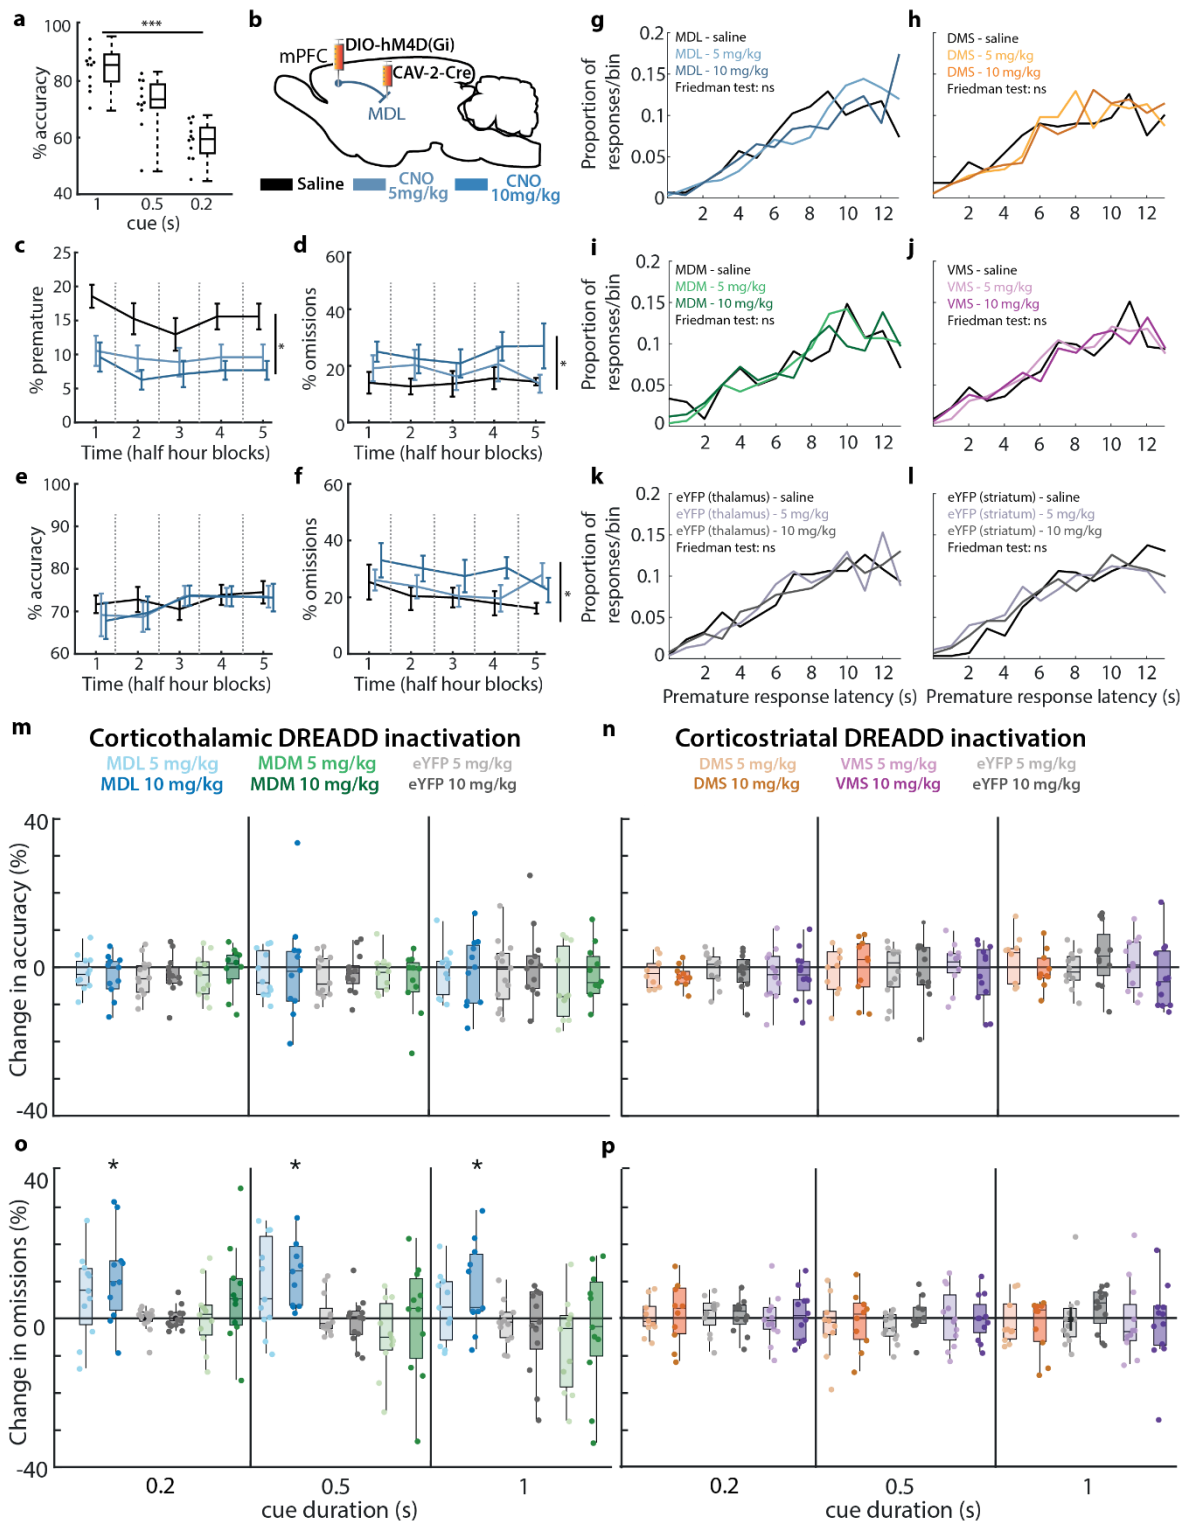 a
***
100
80
60
40
% accuracy
1
0.5
0.2
cue (s)
b
DIO-hM4D(Gi)
mPFC
CAV-2-Cre
MDL
Saline
CNO
5mg/kg
CNO
10mg/kg
c
25
20
15
10
5
0
% premature
*
1 2 3 4 5
Time (half hour blocks)
d
60
40
20
0
% omissions
*
1 2 3 4 5
Time (half hour blocks)
e
100
90
80
70
60
% accuracy
1 2 3 4 5
Time (half hour blocks)
f
60
40
20
0
% omissions
*
1 2 3 4 5
Time (half hour blocks)
g
0.2
0.15
0.1
0.05
0
Proportion of
responses/bin
MDL - saline
MDL - 5 mg/kg
MDL - 10 mg/kg
Friedman test: ns
2 4 6 8 10 12
h
DMS - saline
DMS - 5 mg/kg
DMS - 10 mg/kg
Friedman test: ns
2 4 6 8 10 12
i
0.2
0.15
0.1
0.05
0
Proportion of
responses/bin
MDM - saline
MDM - 5 mg/kg
MDM - 10 mg/kg
Friedman test: ns
2 4 6 8 10 12
j
VMS - saline
VMS - 5 mg/kg
VMS - 10 mg/kg
Friedman test: ns
2 4 6 8 10 12
k
0.2
0.15
0.1
0.05
0
Proportion of
responses/bin
eYFP (thalamus) - saline
eYFP (thalamus) - 5 mg/kg
eYFP (thalamus) - 10 mg/kg
Friedman test: ns
2 4 6 8 10 12
Premature response latency (s)
l
eYFP (striatum) - saline
eYFP (striatum) - 5 mg/kg
eYFP (striatum) - 10 mg/kg
Friedman test: ns
2 4 6 8 10 12
Premature response latency (s)
m
Corticothalamic DREADD inactivation
MDL 5 mg/kg MDM 5 mg/kg eYFP 5 mg/kg
MDL 10 mg/kg MDM 10 mg/kg eYFP 10 mg/kg
40
0
-40
Change in accuracy (%)
n
Corticostriatal DREADD inactivation
DMS 5 mg/kg VMS 5 mg/kg eYFP 5 mg/kg
DMS 10 mg/kg VMS 10 mg/kg eYFP 10 mg/kg
o
* * *
40
0
-40
Change in omissions (%)
0.2 0.5 1
cue duration (s)
p
0.2 0.5 1
cue duration (s)